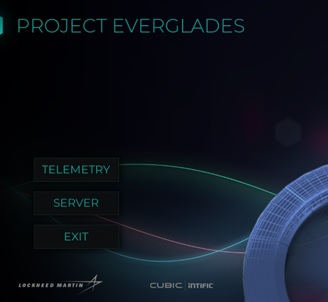 PROJECT EVERGLADES
TELEMETRY
SERVER
EXIT
LOCKHEED MARTIN
CUBIC intific